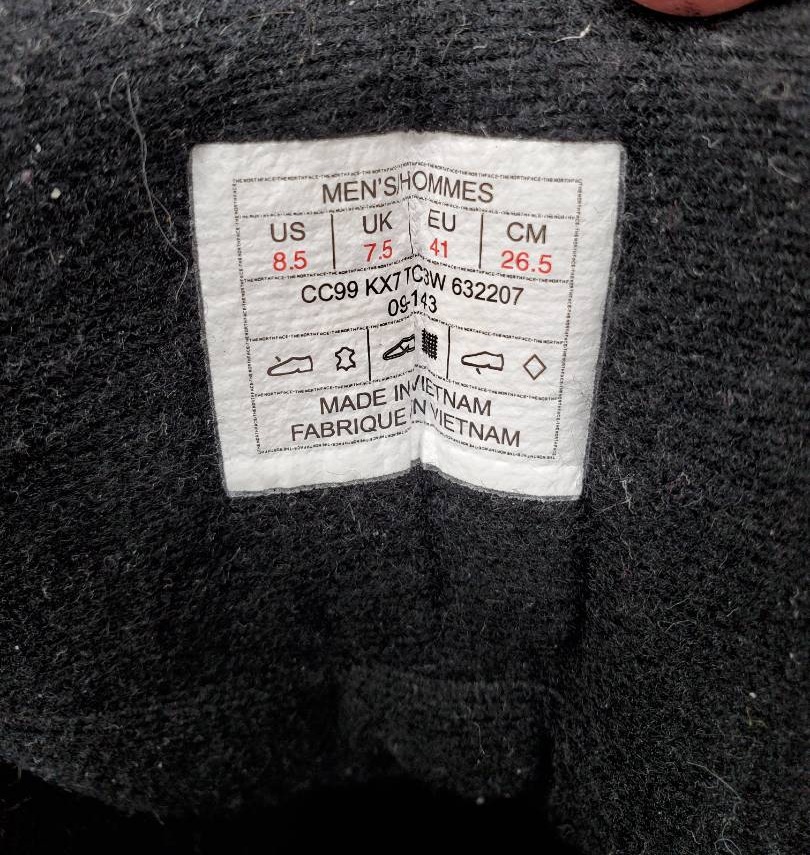 MEN'S/HOMMES
US UK EU CM
8.5 7.5 41 26.5
CC99 KX7 TC3W 632207
09-143
MADE IN VIETNAM
FABRIQUE IN VIETNAM